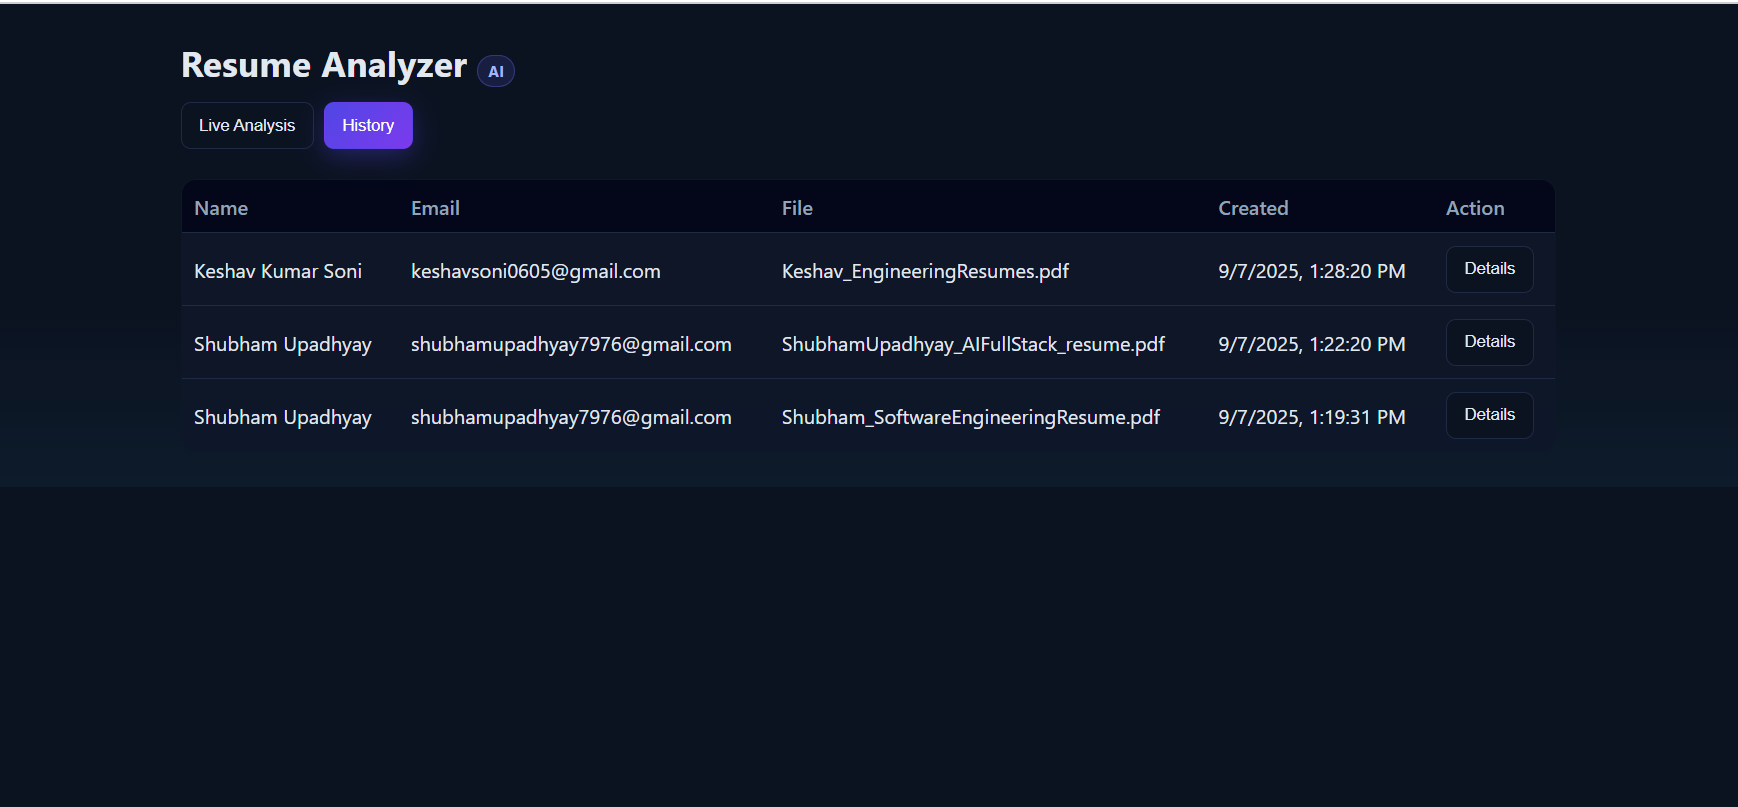 Resume Analyzer AI
Live Analysis History
Name Email File Created Action
Keshav Kumar Soni keshavsoni0605@gmail.com Keshav_EngineeringResumes.pdf 9/7/2025, 1:28:20 PM Details
Shubham Upadhyay shubhamupadhyay7976@gmail.com ShubhamUpadhyay_AIFullStack_resume.pdf 9/7/2025, 1:22:20 PM Details
Shubham Upadhyay shubhamupadhyay7976@gmail.com Shubham_SoftwareEngineeringResume.pdf 9/7/2025, 1:19:31 PM Details